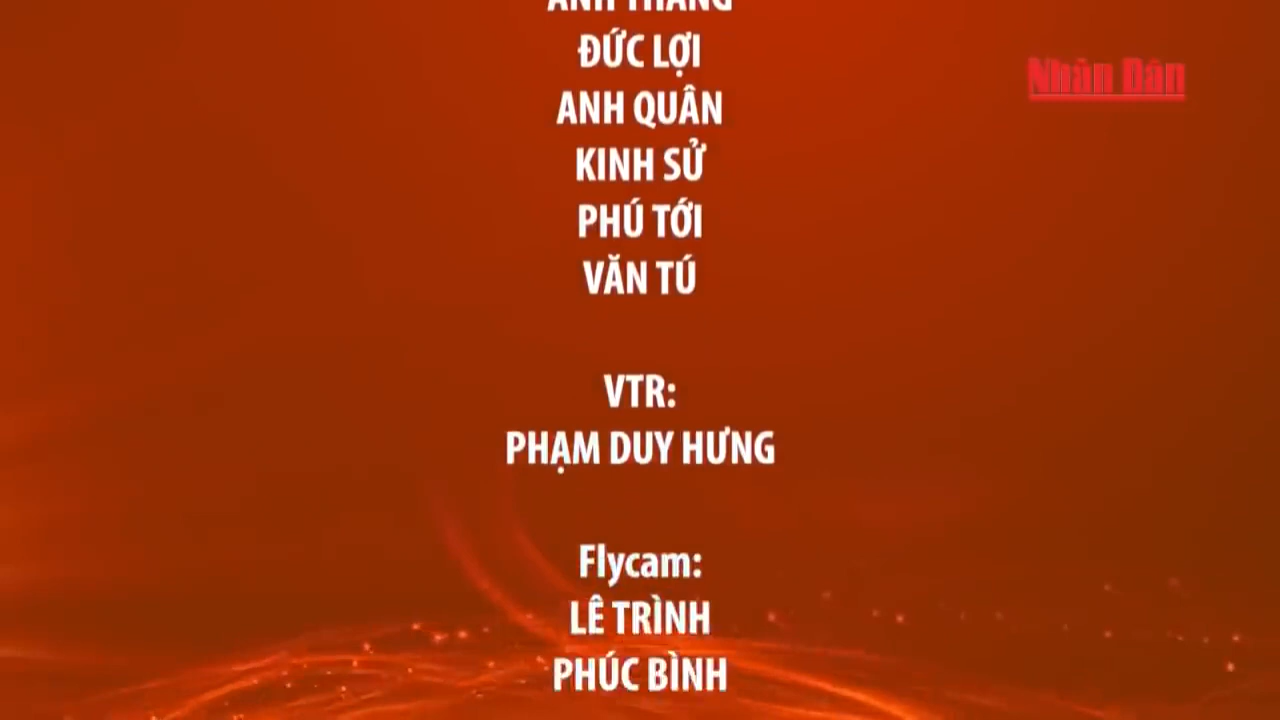 ĐỨC LỢI
Nhân Dân
ANH QUÂN
KINH SỬ
PHÚ TỚI
VĂN TÚ
VTR:
PHẠM DUY HƯNG
Flycam:
LÊ TRÌNH
PHÚC BÌNH